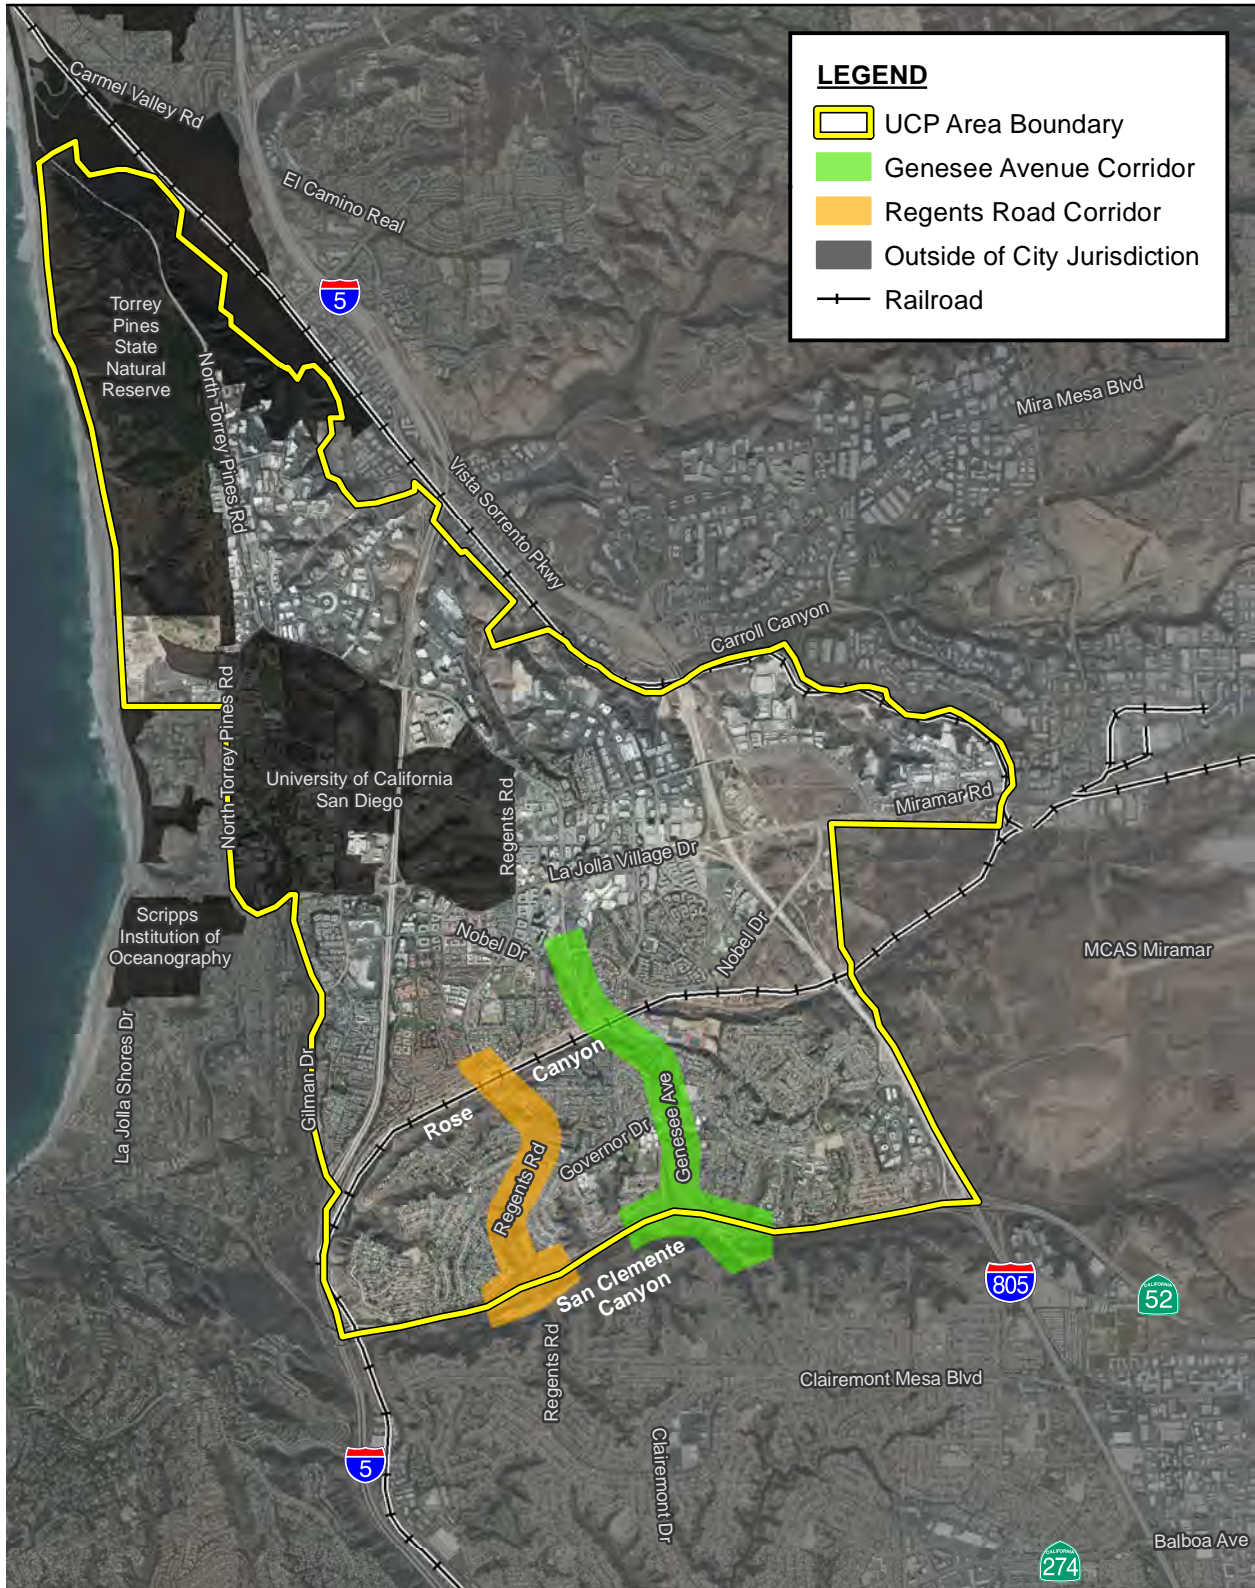 LEGEND
UCP Area Boundary
Genesee Avenue Corridor
Regents Road Corridor
Outside of City Jurisdiction
Railroad
Carmel Valley Rd
El Camino Real
5
Torrey
Pines
State
Natural
Reserve
North Torrey Pines Rd
Mira Mesa Blvd
Vista Sorrento Pkwy
Carroll Canyon
North Torrey Pines Rd
University of California
San Diego
Regents Rd
Miramar Rd
La Jolla Village Dr
Scripps
Institution of
Oceanography
Nobel Dr
Nobel Dr
MCAS Miramar
La Jolla Shores Dr
Gilman Dr
Rose
Canyon
Genesee Ave
Governor Dr
Regents Rd
San Clemente
Canyon
CALIFORNIA
805
52
Regents Rd
Clairemont Mesa Blvd
Clairemont Dr
5
Balboa Ave
CALIFORNIA
274